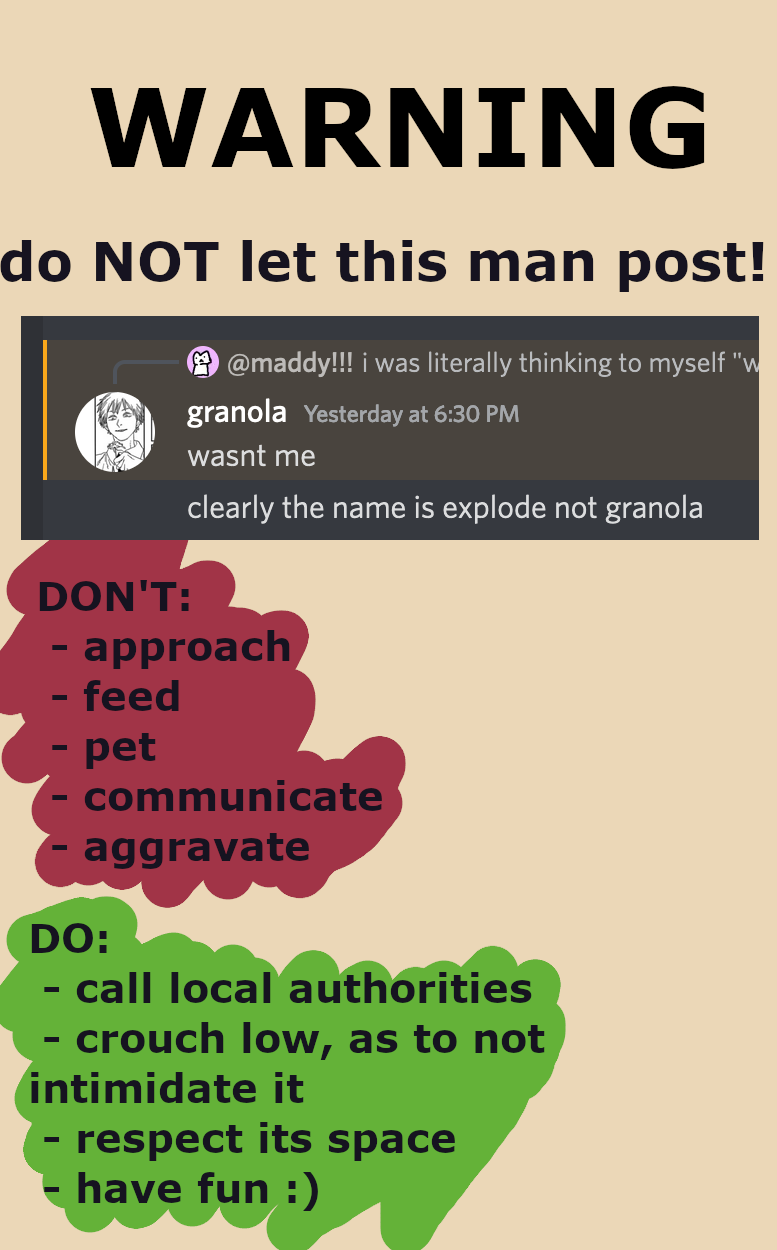 WARNING
do NOT let this man post!
@maddy!!! i was literally thinking to myself "w
granola Yesterday at 6:30 PM
wasnt me
clearly the name is explode not granola
DON'T:
- approach
- feed
- pet
- communicate
- aggravate
DO:
- call local authorities
- crouch low, as to not
intimidate it
- respect its space
- have fun :)